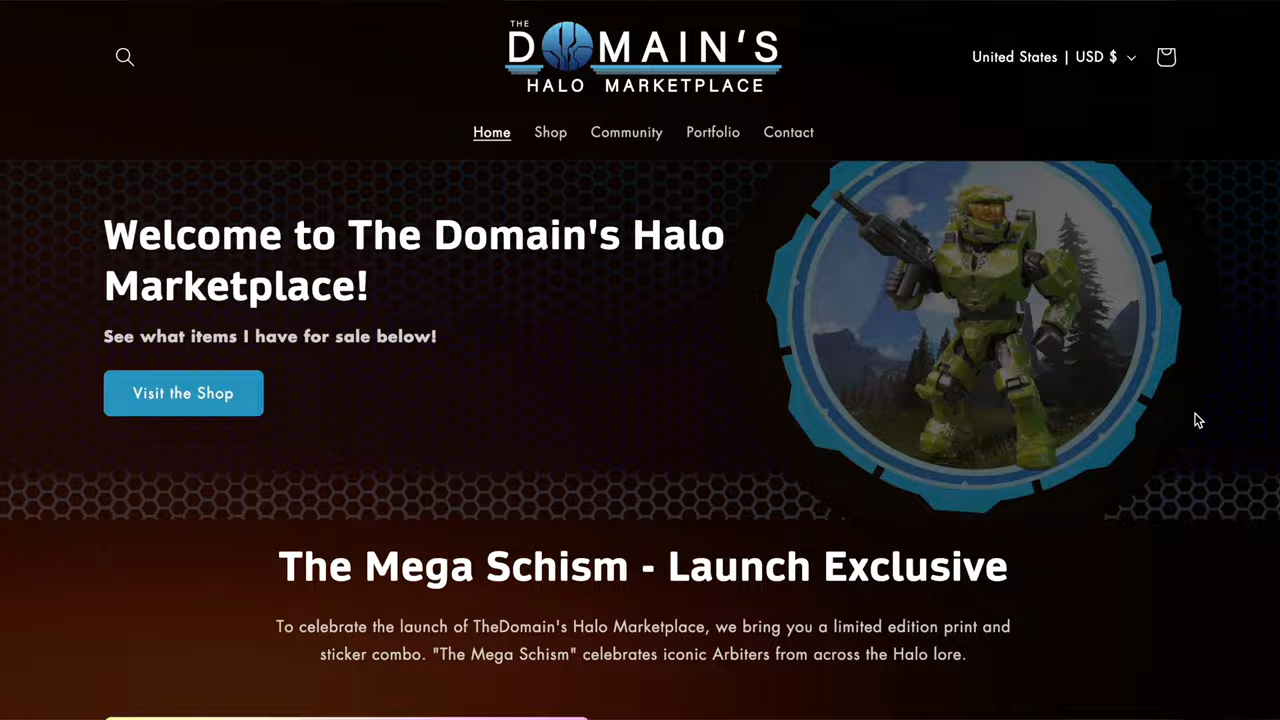 THE
DOMAIN'S
HALO MARKETPLACE
United States | USD $
Home Shop Community Portfolio Contact
Welcome to The Domain's Halo
Marketplace!
See what items I have for sale below!
Visit the Shop
The Mega Schism - Launch Exclusive
To celebrate the launch of TheDomain's Halo Marketplace, we bring you a limited edition print and
sticker combo. "The Mega Schism" celebrates iconic Arbiters from across the Halo lore.